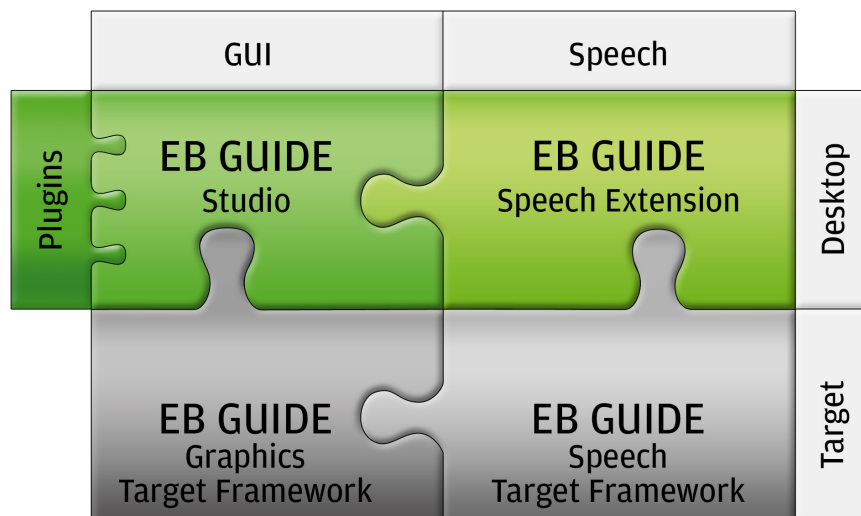 GUI
Speech
Plugins
EB GUIDE
Studio
EB GUIDE
Speech Extension
Desktop
EB GUIDE
Graphics
Target Framework
EB GUIDE
Speech
Target Framework
Target